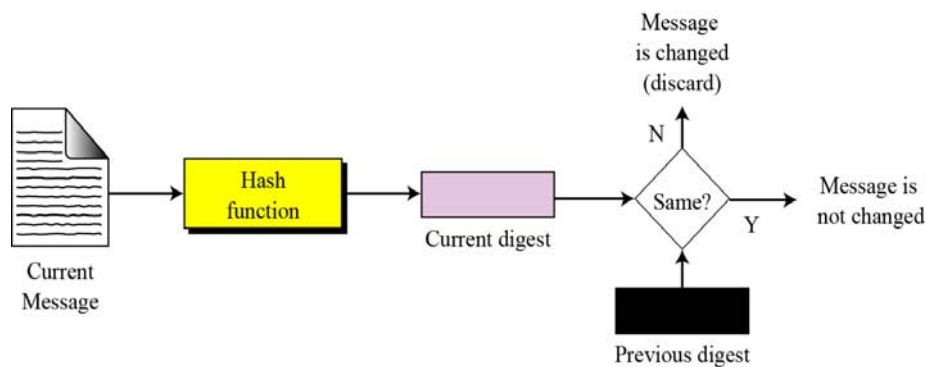 Message
is changed
(discard)
N
Hash
function
Same?
Message is
not changed
Y
Current digest
Current
Message
Previous digest